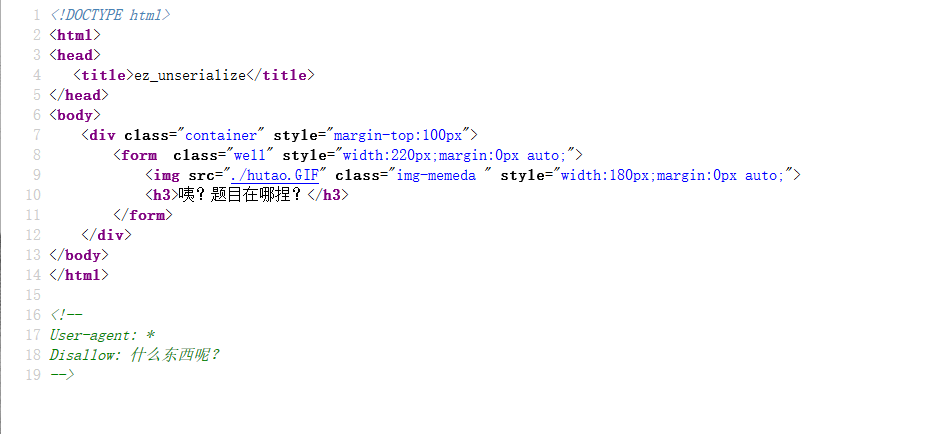 1 <!DOCTYPE html>
2 <html>
3 <head>
4 <title>ez_unserialize</title>
5 </head>
6 <body>
7 <div class="container" style="margin-top:100px">
8 <form  class="well" style="width:220px;margin:0px auto;">
9 <img src="./hutao.GIF" class="img-memeda " style="width:180px;margin:0px auto;">
10 <h3>咦？题目在哪捏？</h3>
11 </form>
12 </div>
13 </body>
14 </html>
15
16 <!--
17 User-agent: *
18 Disallow: 什么东西呢？
19 -->